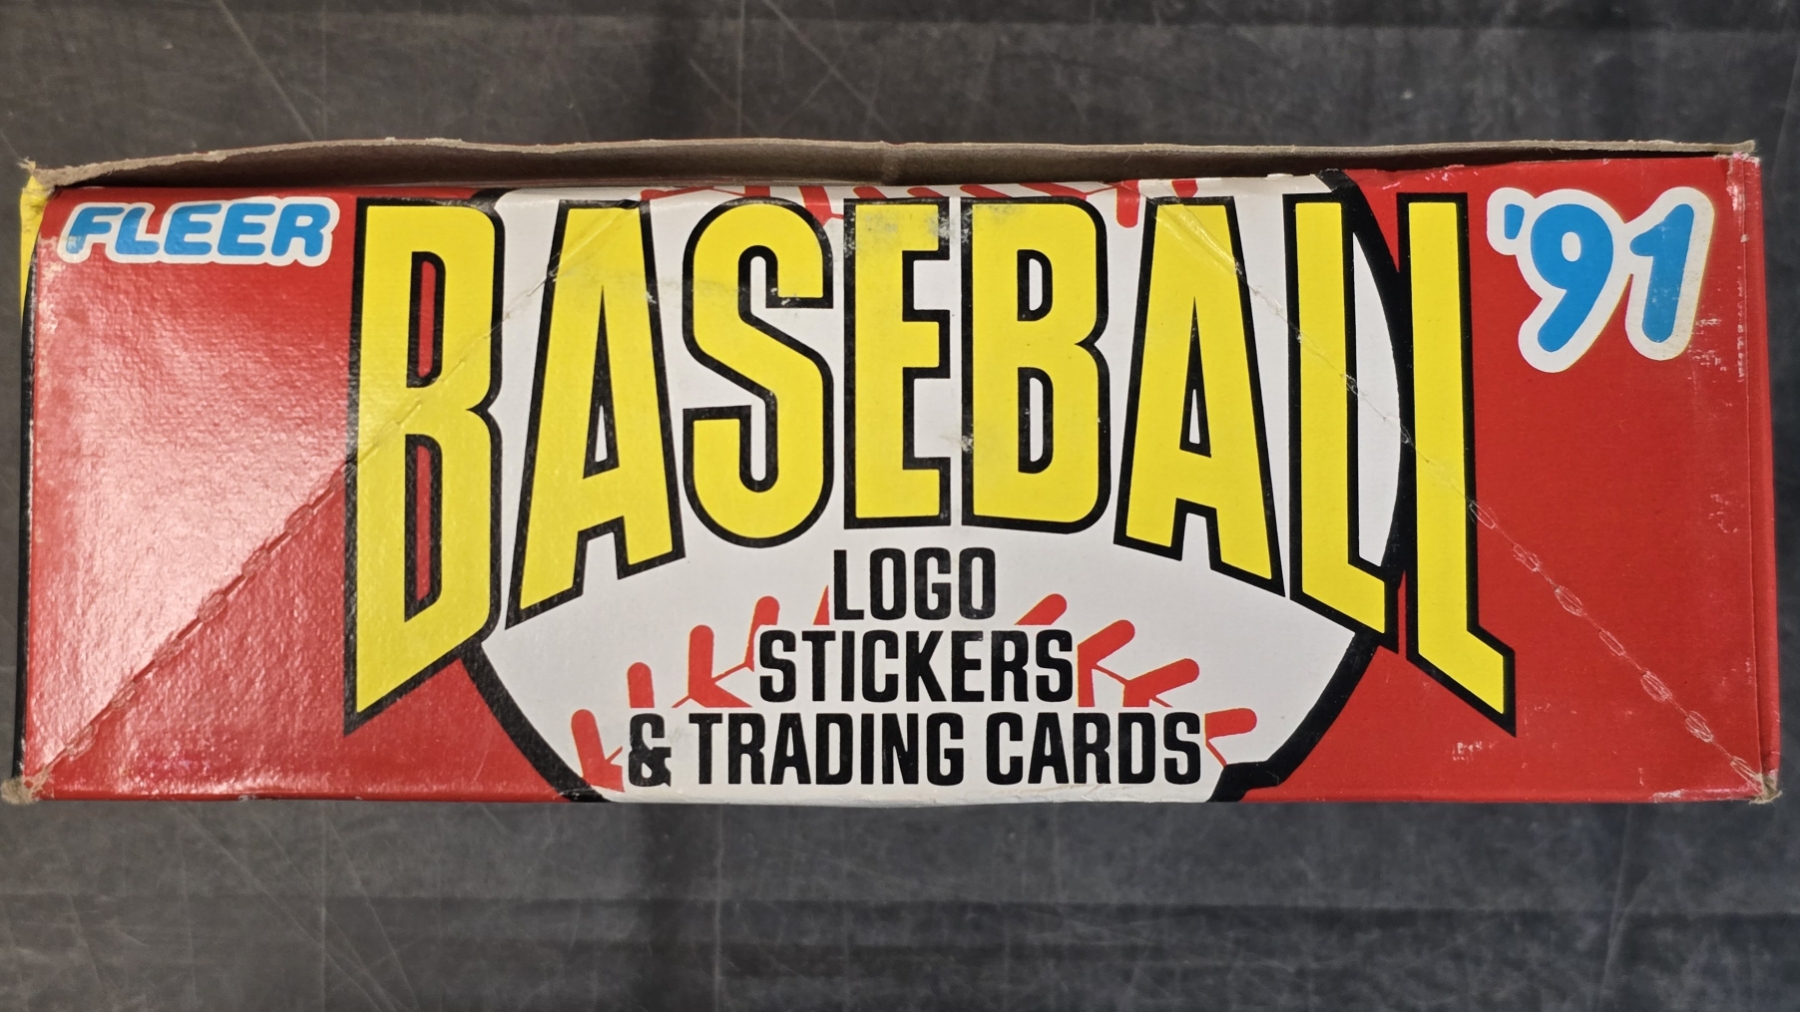 FLEER
BASEBALL
'91
LOGO
STICKERS
& TRADING CARDS